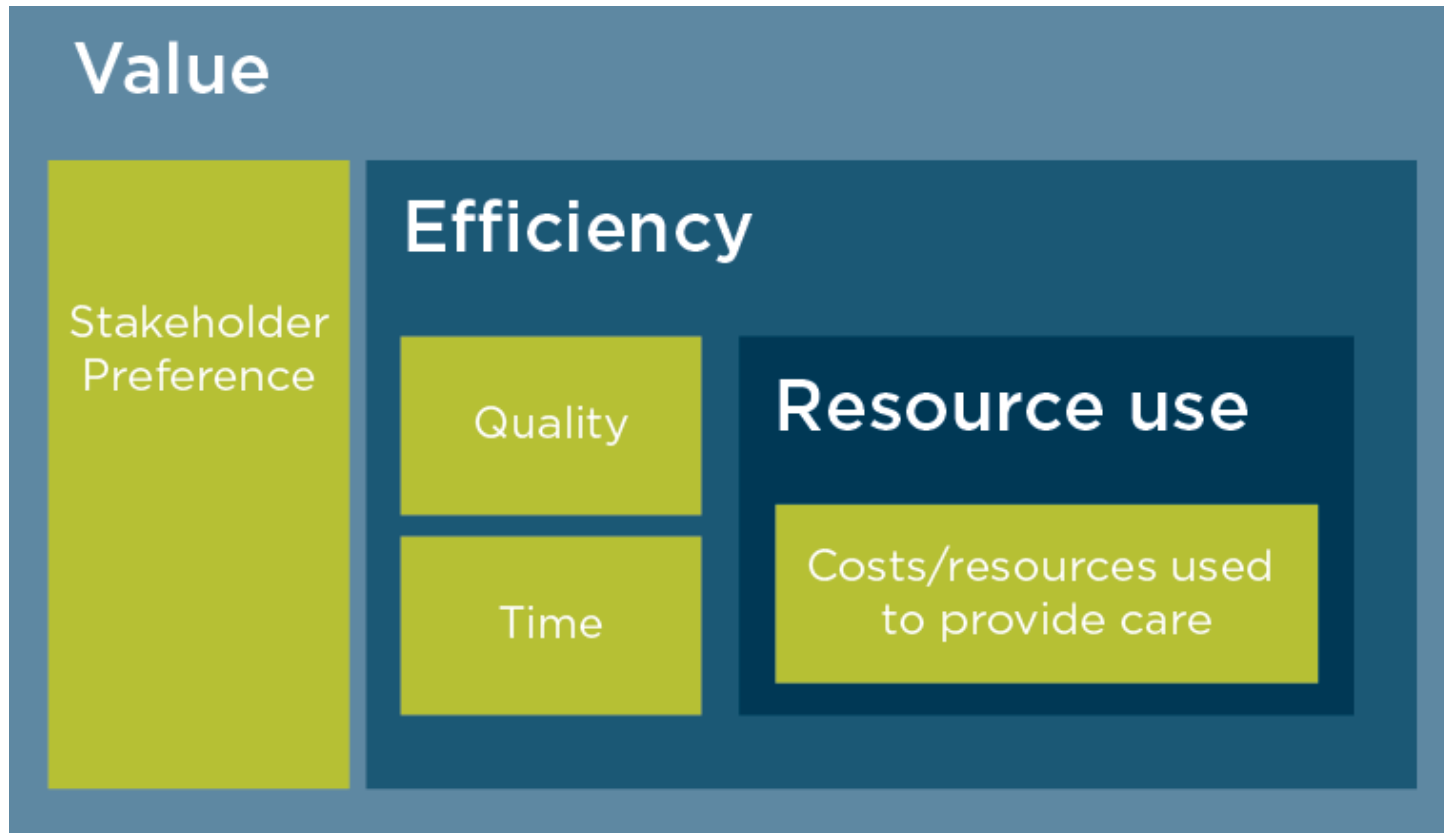 Value
Stakeholder
Preference
Efficiency
Quality
Time
Resource use
Costs/resources used
to provide care